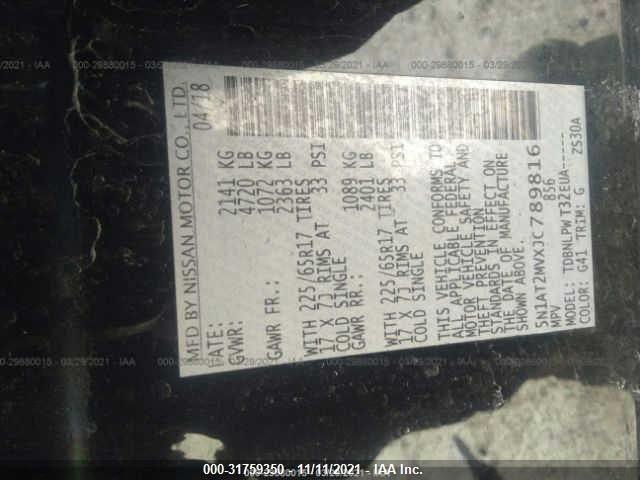 MFD BY NISSAN MOTOR CO., LTD.
04/18
FATE:
GVWR: 2141 KG
4720 LB
GAWR FR.: 1072 KG
2363 LB
WITH 225/65R17 TIRES
17 X 7J RIMS AT 33 PSI
COLD SINGLE
GAWR RR.: 1089 KG
2401 LB
WITH 225/65R17 TIRES
17 X 7J RIMS AT 33 PSI
COLD SINGLE
THIS VEHICLE CONFORMS TO
ALL APPLICABLE FEDERAL
MOTOR VEHICLE SAFETY AND
THEFT PREVENTION
STANDARDS IN EFFECT ON
THE DATE OF MANUFACTURE
SHOWN ABOVE.
5N1AT2MVXJC789816
MPV 856
MODEL: TDBNLPW T32EUA-----
COLOR: G41 TRIM: G ZS30A
000-29880015 - 03/29/2021 - IAA
000-31759350 - 11/11/2021 - IAA Inc.